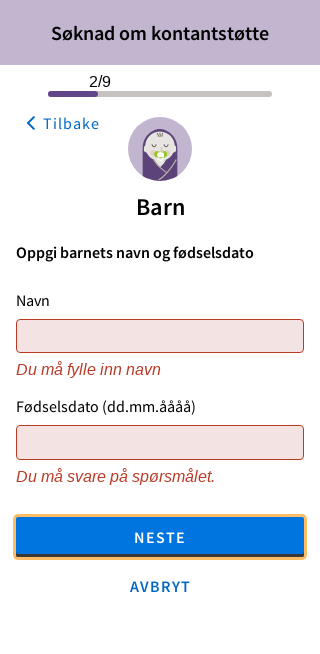 Søknad om kontantstøtte
2/9
Tilbake
Barn
Oppgi barnets navn og fødselsdato
Navn
Du må fylle inn navn
Fødselsdato (dd.mm.åååå)
Du må svare på spørsmålet.
NESTE
AVBRYT